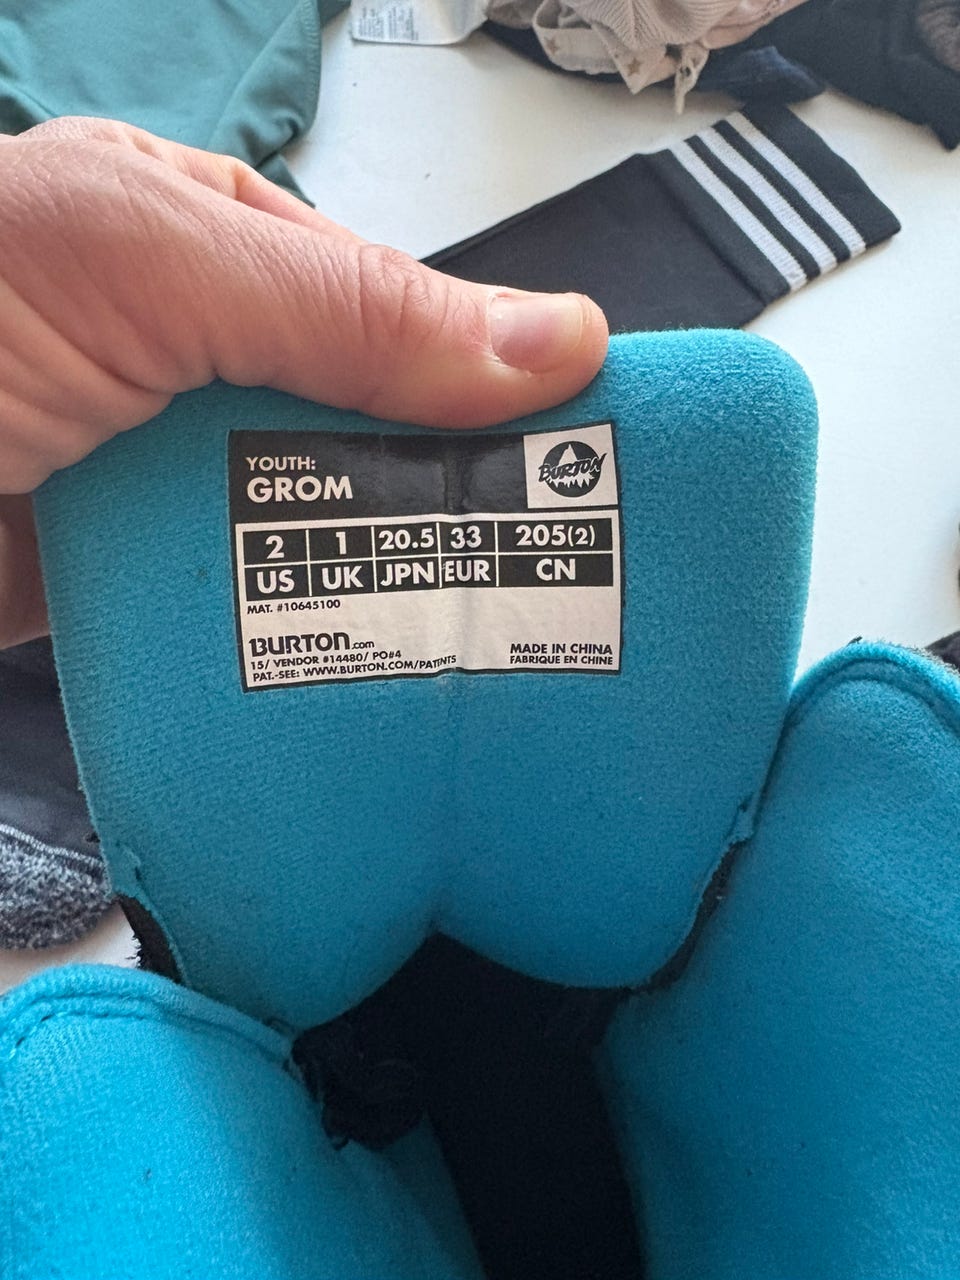 YOUTH:
GROM
BURTON
2 1 20.5 33 205(2)
US UK JPN EUR CN
MAT. #10645100
BURTON.com
15/ VENDOR #14480/ PO#4
PAT.-SEE: WWW.BURTON.COM/PATENTS
MADE IN CHINA
FABRIQUE EN CHINE